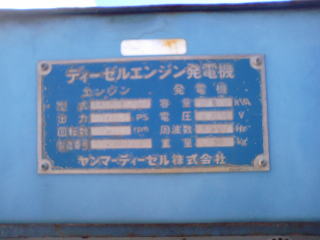 ディーゼルエンジン発電機
エンジン 発電機
型式 容量 KVA
出力 PS 電圧 V
回転数 rpm 周波数 Hz
製造番号 重量 kg
ヤンマーディーゼル株式会社